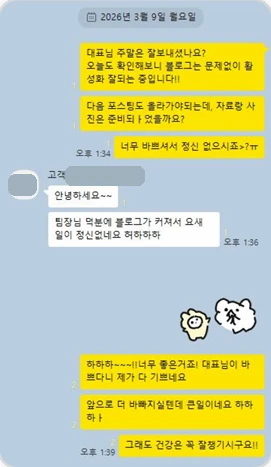 2026년 3월 9일 월요일
대표님 주말은 잘보내셨나요?
오늘도 확인해보니 블로그는 문제없이 활
성화 잘되는 중입니다!!
다음 포스팅도 올라가야되는데, 자료랑 사
진은 준비되ㅏ었을까요?
너무 바쁘셔서 정신 없으시죠>?ㅠ
오후 1:34
고객
안녕하세요~~
팀장님 덕분에 블로그가 커져서 요새
일이 정신없네요 허하하하
오후 1:36
하하하~~~!!너무 좋은거죠! 대표님이 바
쁘다니 제가 다 기쁘네요
앞으로 더 바빠지실텐데 큰일이네요 하하
하ㅏ
그래도 건강은 꼭 잘챙기시구요!!
오후 1:39